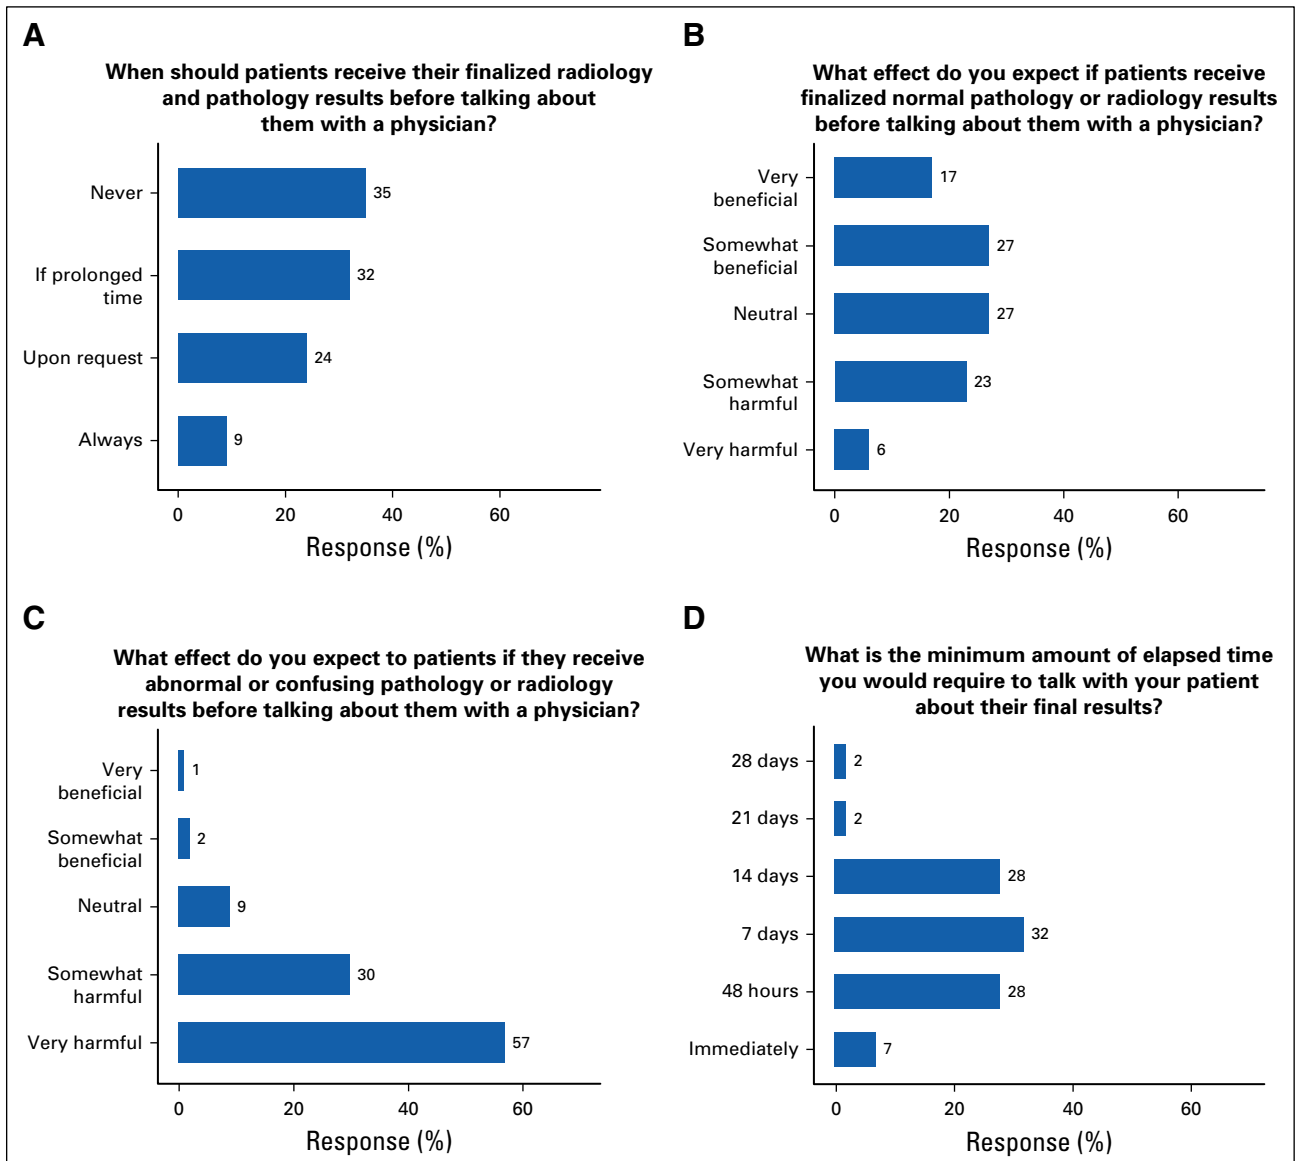 A
When should patients receive their finalized radiology
and pathology results before talking about
them with a physician?
Never
35
If prolonged
time
32
Upon request
24
Always
9
0 20 40 60
Response (%)
B
What effect do you expect if patients receive
finalized normal pathology or radiology results
before talking about them with a physician?
Very
beneficial
17
Somewhat
beneficial
27
Neutral
27
Somewhat
harmful
23
Very harmful
6
0 20 40 60
Response (%)
C
What effect do you expect to patients if they receive
abnormal or confusing pathology or radiology
results before talking about them with a physician?
Very
beneficial
1
Somewhat
beneficial
2
Neutral
9
Somewhat
harmful
30
Very harmful
57
0 20 40 60
Response (%)
D
What is the minimum amount of elapsed time
you would require to talk with your patient
about their final results?
28 days
2
21 days
2
14 days
28
7 days
32
48 hours
28
Immediately
7
0 20 40 60
Response (%)